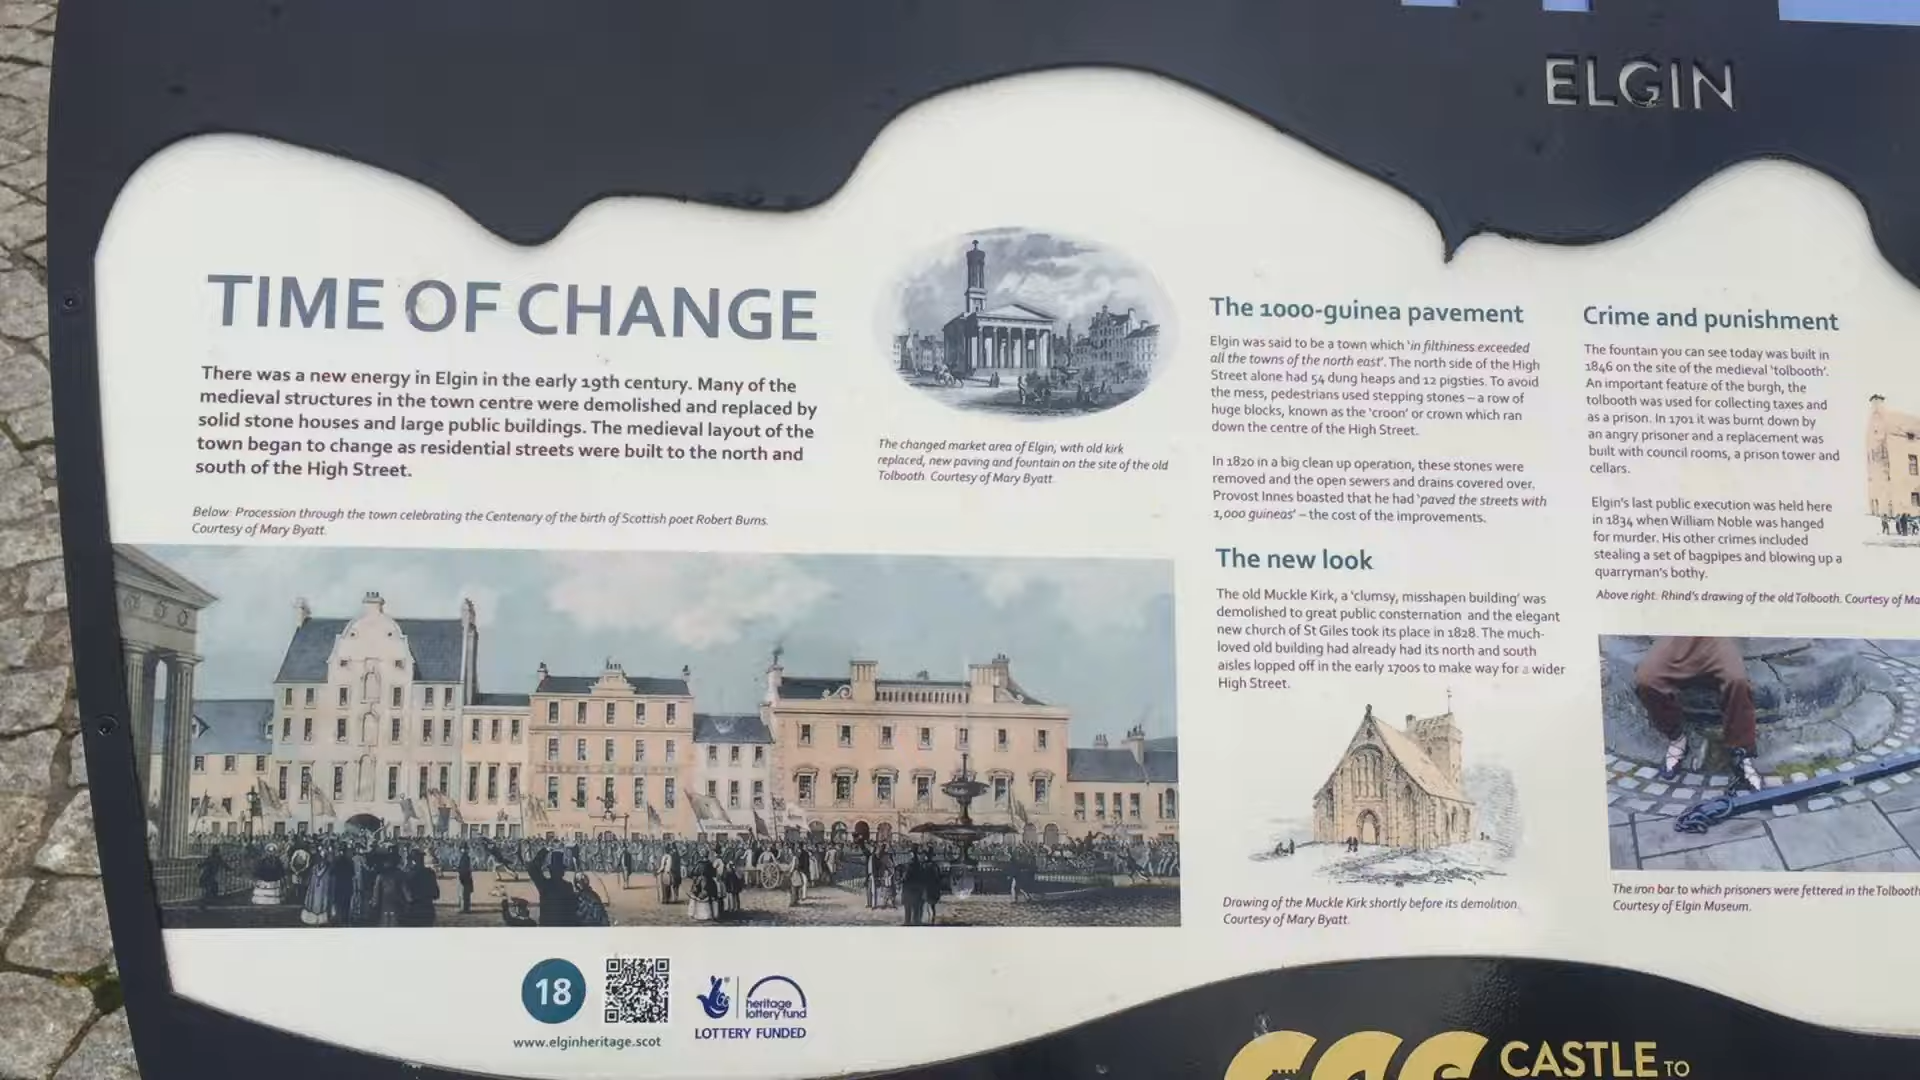 ELGIN
TIME OF CHANGE
There was a new energy in Elgin in the early 19th century. Many of the
medieval structures in the town centre were demolished and replaced by
solid stone houses and large public buildings. The medieval layout of the
town began to change as residential streets were built to the north and
south of the High Street.
Below: Procession through the town celebrating the Centenary of the birth of Scottish poet Robert Burns.
Courtesy of Mary Byatt.
The changed market area of Elgin, with old kirk
replaced, new paving and fountain on the site of the old
Tolbooth. Courtesy of Mary Byatt.
The 1000-guinea pavement
Elgin was said to be a town which 'in filthiness exceeded
all the towns of the north east'. The north side of the High
Street alone had 54 dung heaps and 12 pigsties. To avoid
the mess, pedestrians used stepping stones – a row of
huge blocks, known as the 'croon' or crown which ran
down the centre of the High Street.
In 1820 in a big clean up operation, these stones were
removed and the open sewers and drains covered over.
Provost Innes boasted that he had 'paved the streets with
1,000 guineas' – the cost of the improvements.
The new look
The old Muckle Kirk, a 'clumsy, misshapen building' was
demolished to great public consternation and the elegant
new church of St Giles took its place in 1828. The much-
loved old building had already had its north and south
aisles lopped off in the early 1700s to make way for a wider
High Street.
Drawing of the Muckle Kirk shortly before its demolition.
Courtesy of Mary Byatt.
Crime and punishment
The fountain you can see today was built in
1846 on the site of the medieval 'tolbooth'.
An important feature of the burgh, the
tolbooth was used for collecting taxes and
as a prison. In 1701 it was burnt down by
an angry prisoner and a replacement was
built with council rooms, a prison tower and
cellars.
Elgin's last public execution was held here
in 1834 when William Noble was hanged
for murder. His other crimes included
stealing a set of bagpipes and blowing up a
quarryman's bothy.
Above right: Rhind's drawing of the old Tolbooth. Courtesy of Ma
The iron bar to which prisoners were fettered in the Tolbooth
Courtesy of Elgin Museum.
18
www.elginheritage.scot
heritage
lottery fund
LOTTERY FUNDED
CASTLE TO